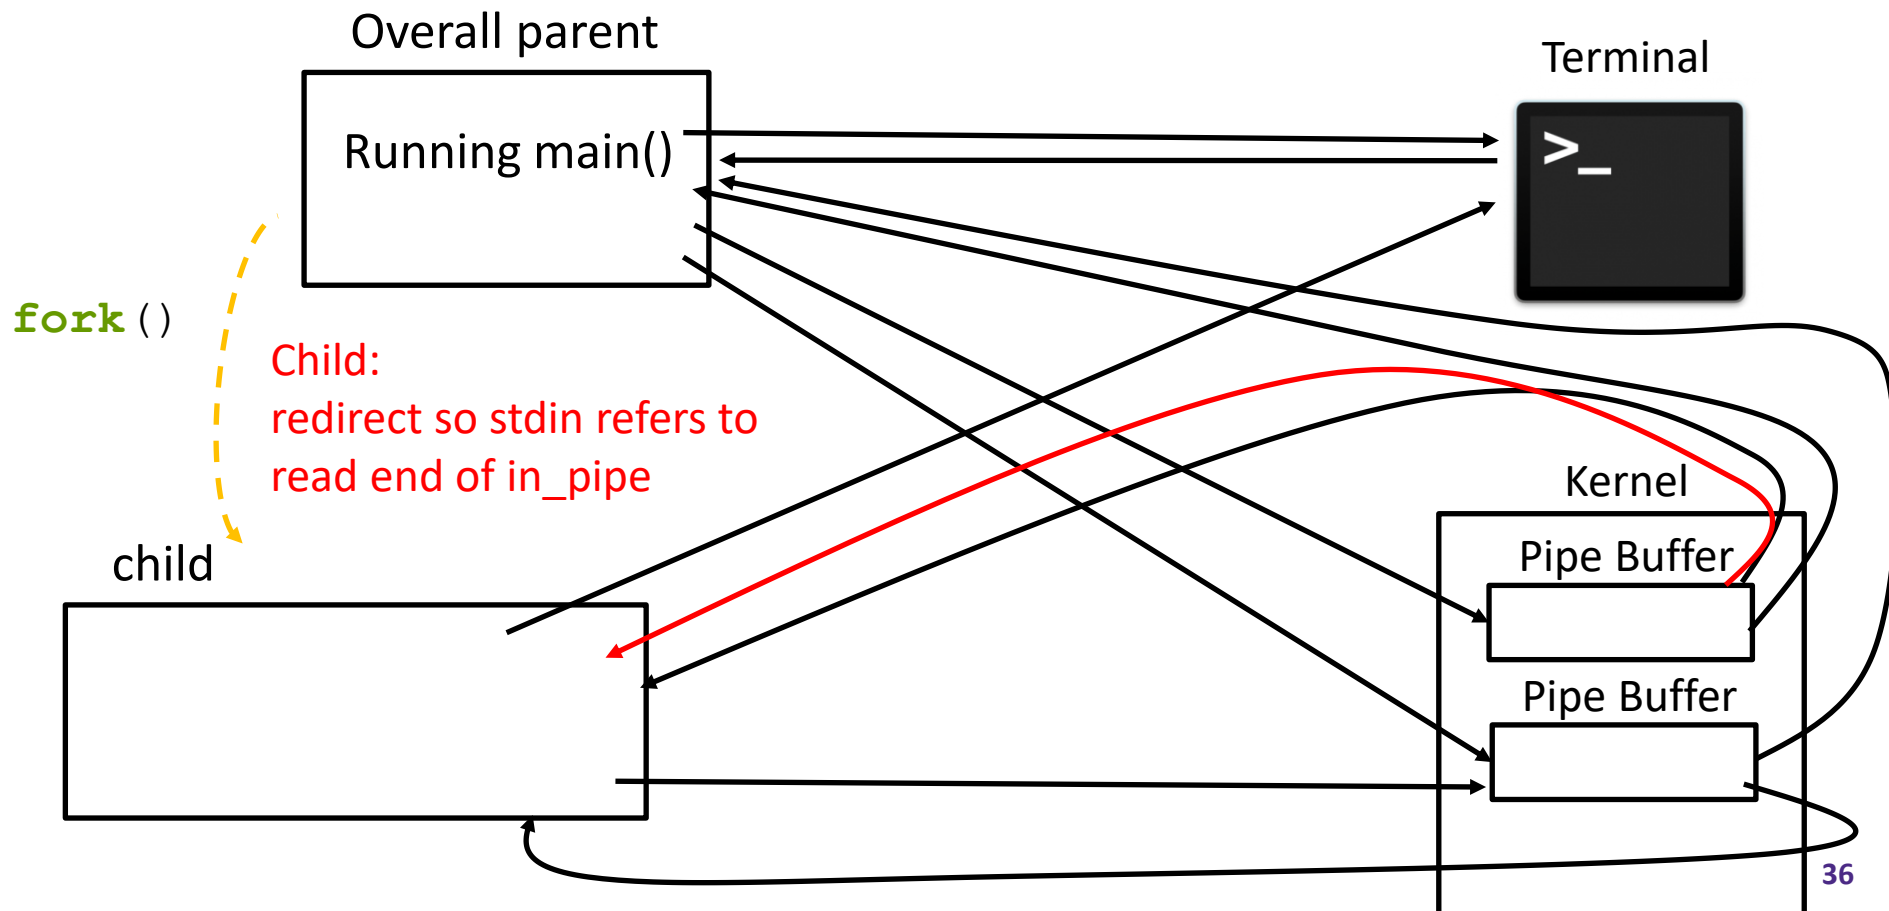 Overall parent
Terminal
Running main()
>_
fork()
Child:
redirect so stdin refers to
read end of in_pipe
Kernel
child
Pipe Buffer
Pipe Buffer
36